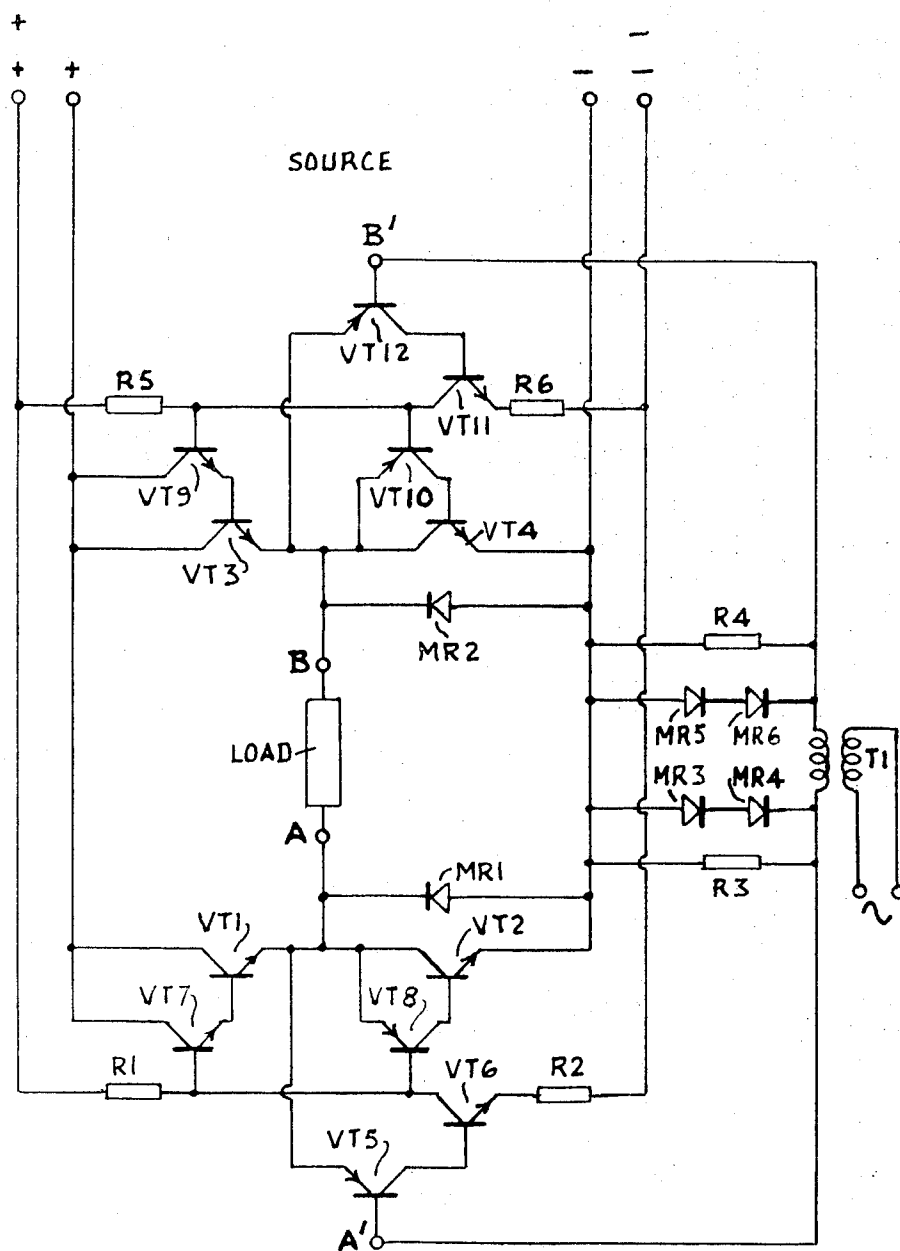 + −
+ + − −
SOURCE
B'
VT12
R5 R6
VT11
VT9 VT10
VT3 VT4
MR2 R4
B
MR5 MR6
LOAD T1
MR3 MR4
A
MR1 R3
VT1 VT2 ~
VT7 VT8
R1 VT6 R2
VT5
A'